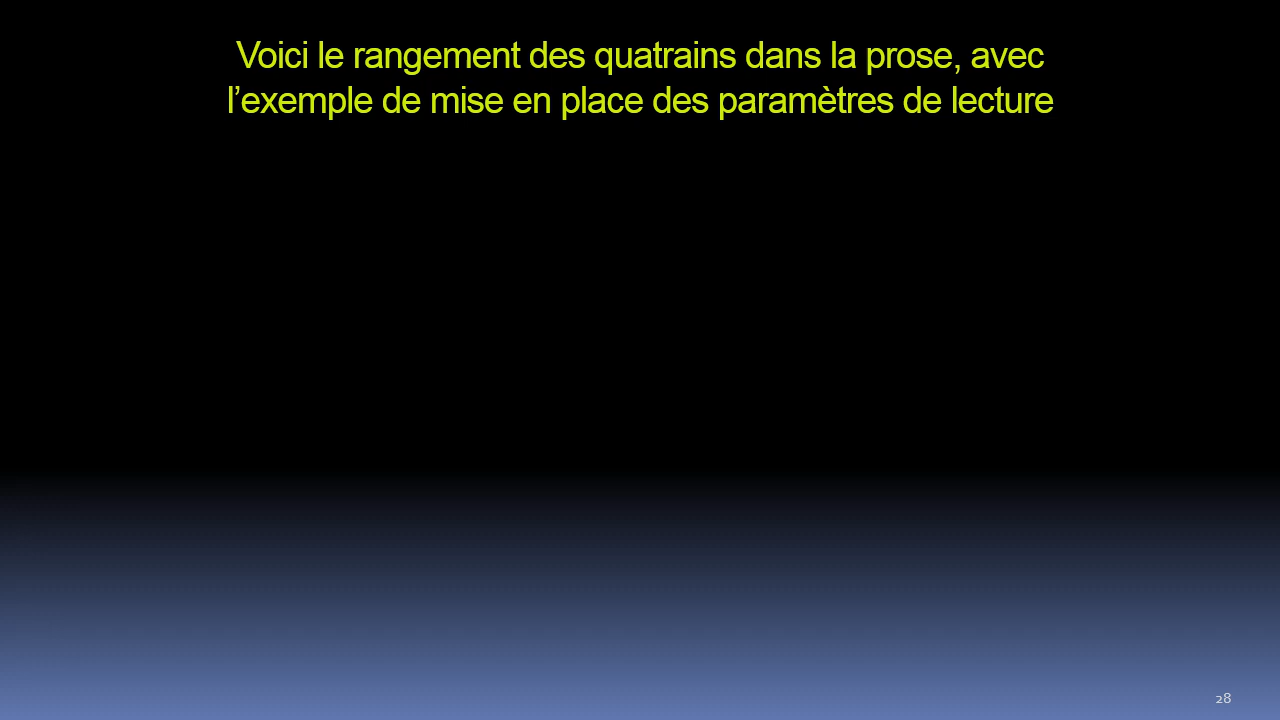 Voici le rangement des quatrains dans la prose, avec
l’exemple de mise en place des paramètres de lecture
28